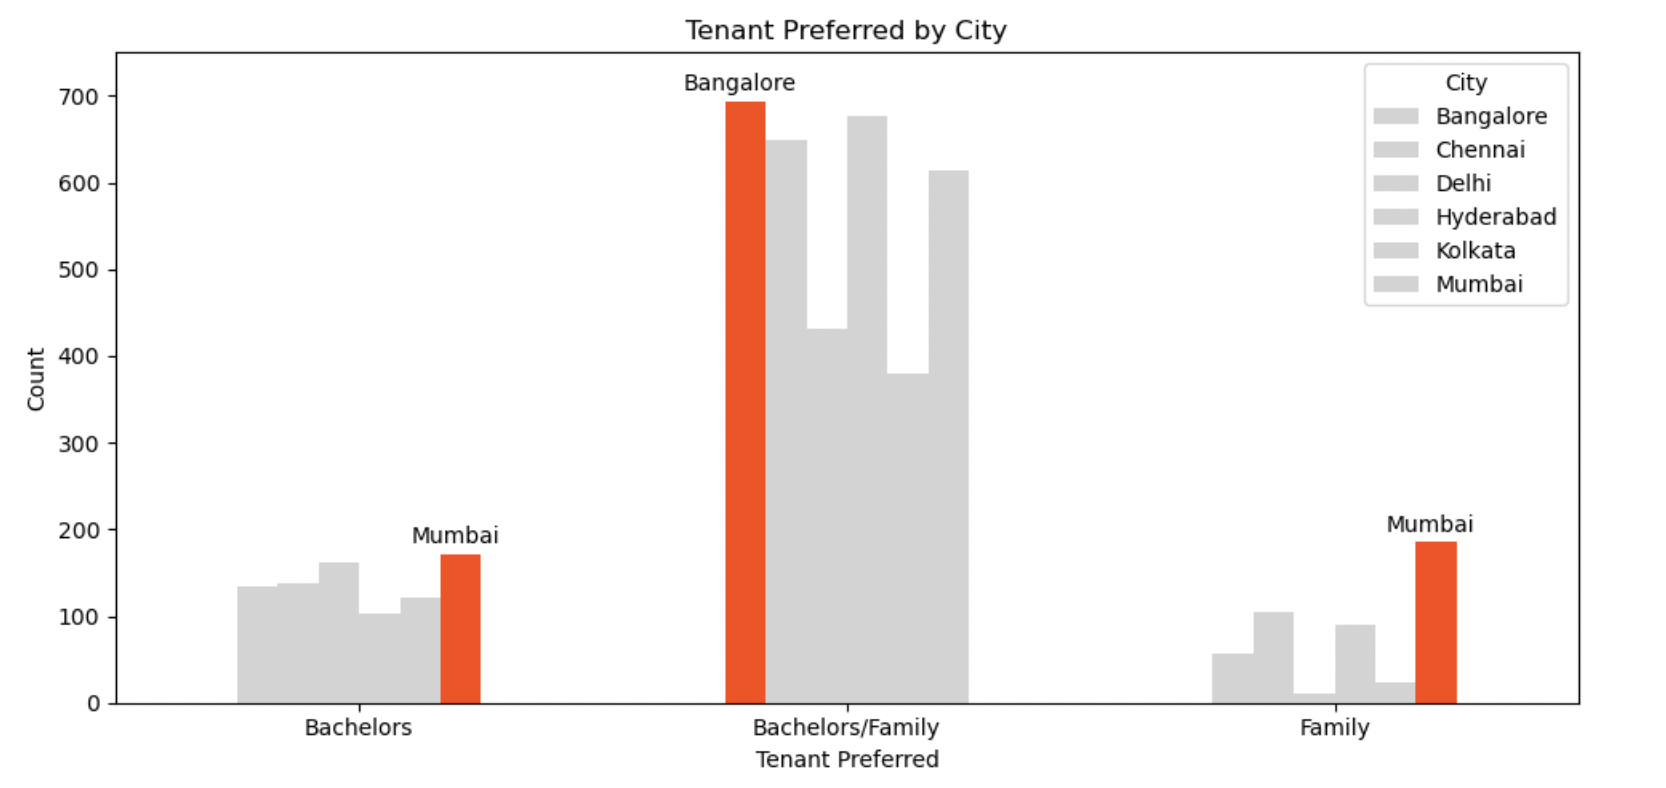 Tenant Preferred by City
Count
700
600
500
400
300
200
100
0
Mumbai
Bangalore
Mumbai
City
Bangalore
Chennai
Delhi
Hyderabad
Kolkata
Mumbai
Bachelors
Bachelors/Family
Family
Tenant Preferred